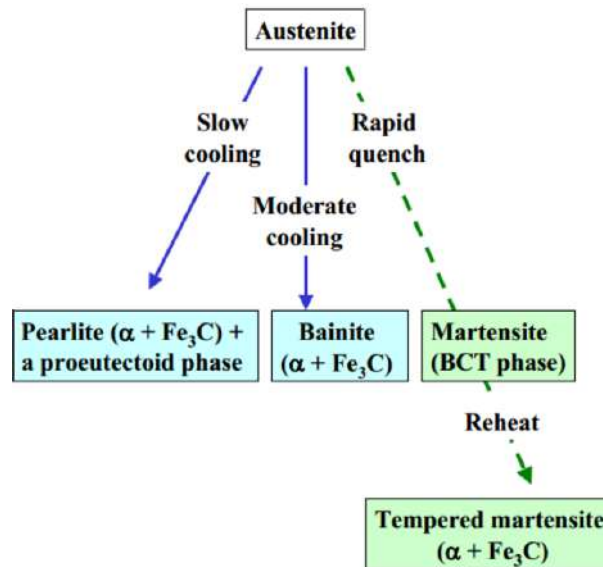 Austenite
Slow
cooling
Rapid
quench
Moderate
cooling
Pearlite (α + Fe₃C) +
a proeutectoid phase
Bainite
(α + Fe₃C)
Martensite
(BCT phase)
Reheat
Tempered martensite
(α + Fe₃C)